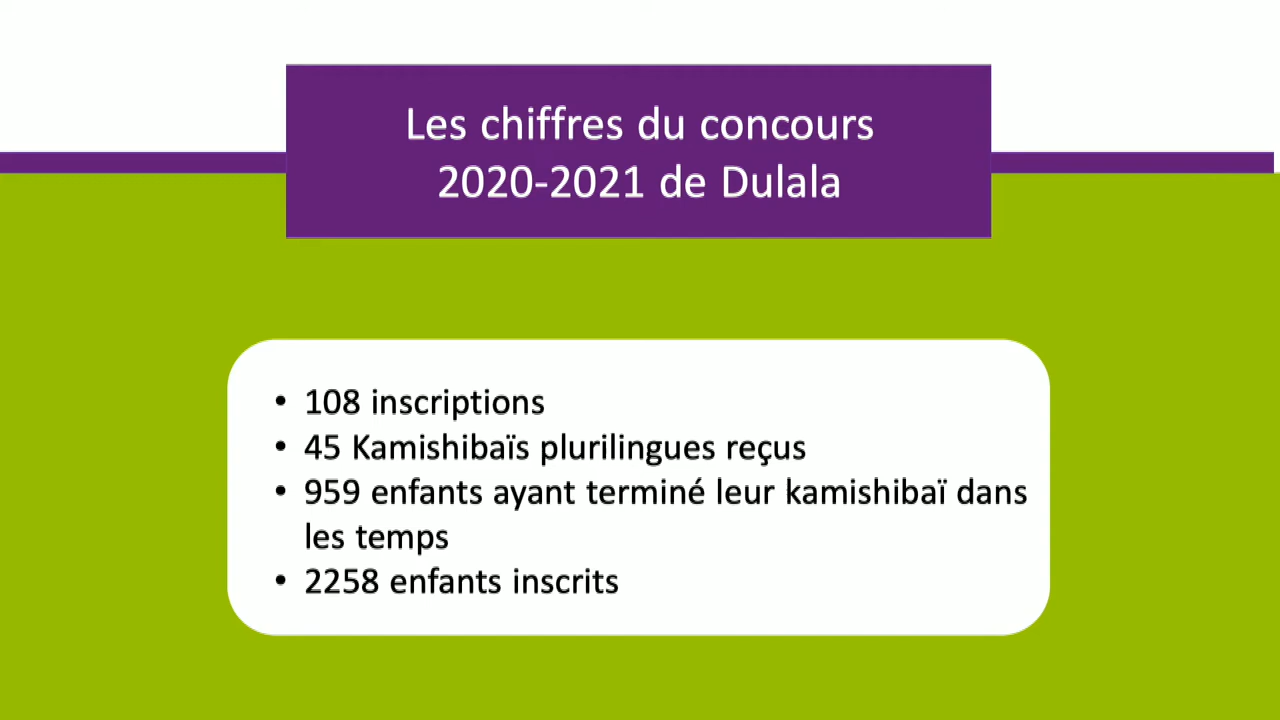 Les chiffres du concours
2020-2021 de Dulala
• 108 inscriptions
• 45 Kamishibaïs plurilingues reçus
• 959 enfants ayant terminé leur kamishibaï dans
les temps
• 2258 enfants inscrits